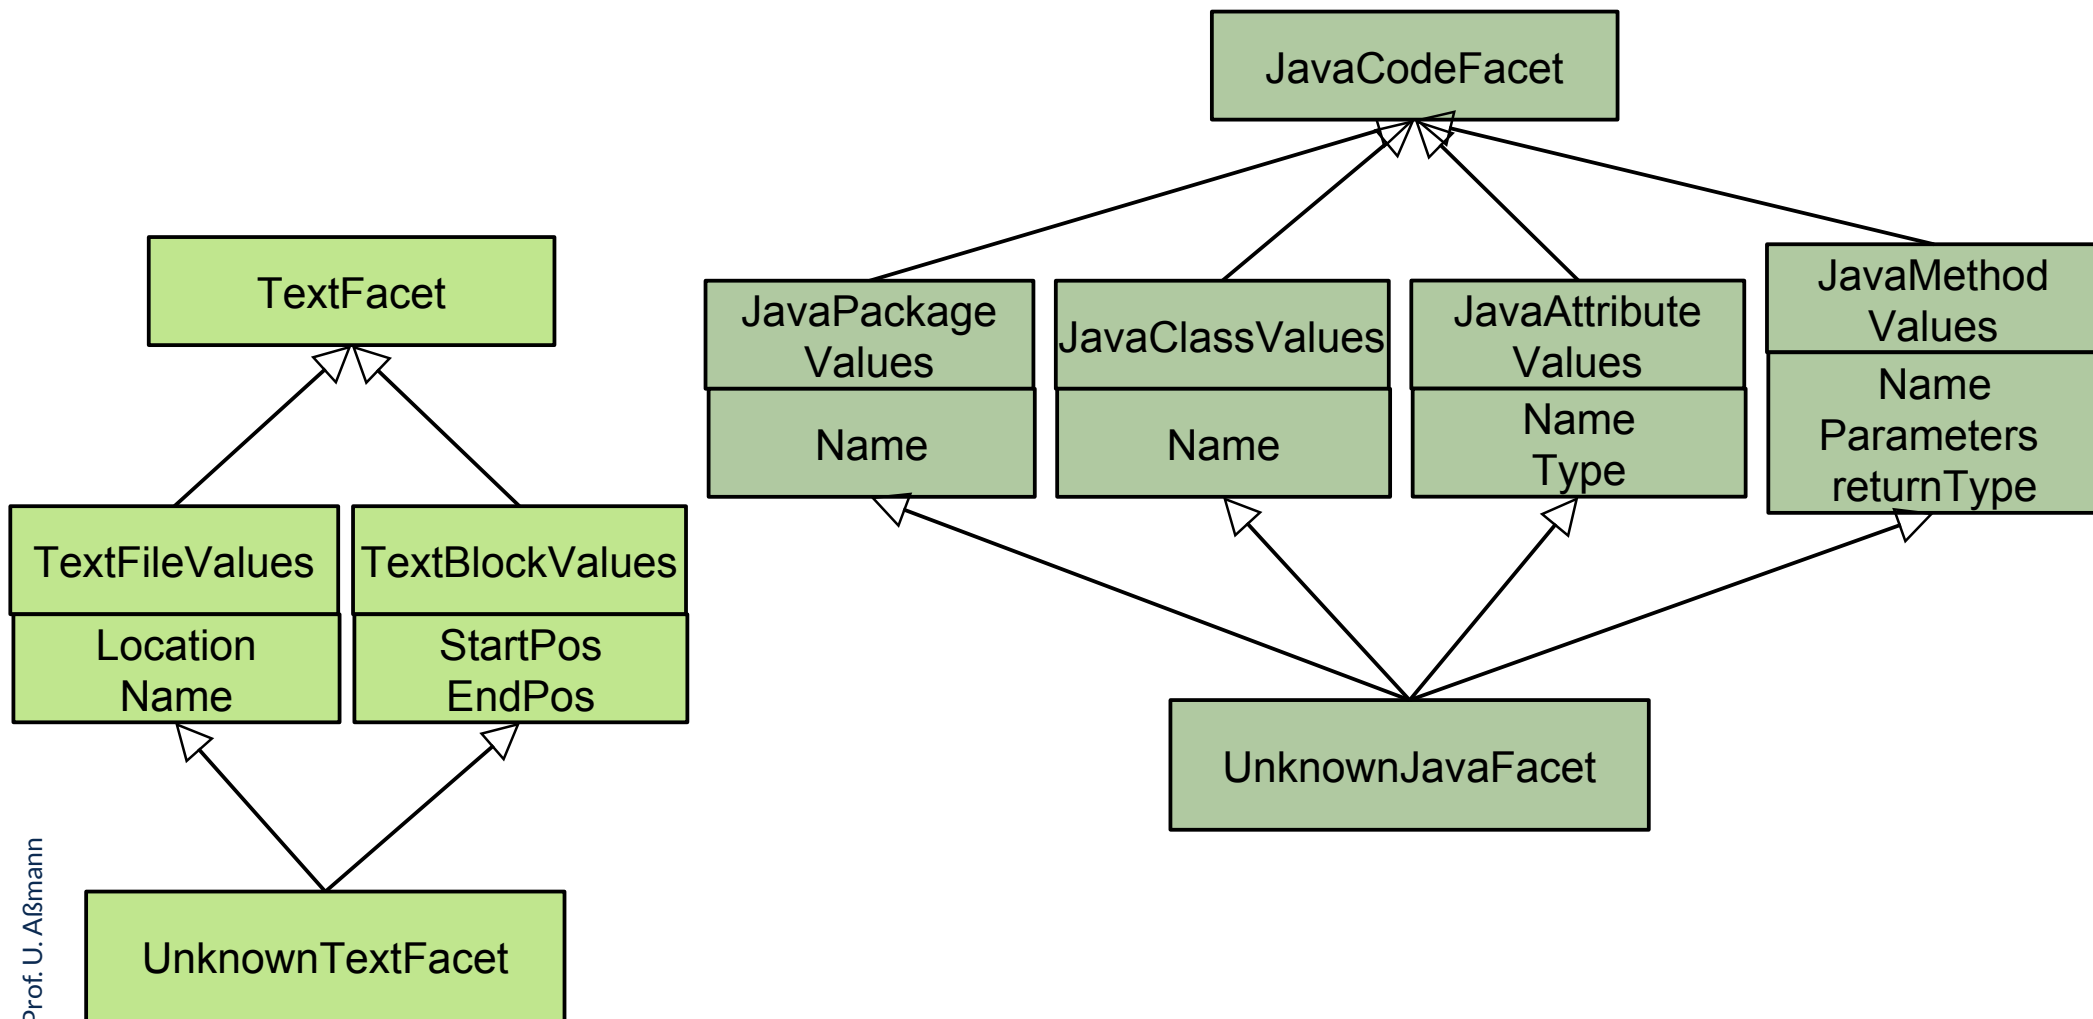 JavaCodeFacet
TextFacet
JavaPackage
Values
JavaClassValues
JavaAttribute
Values
JavaMethod
Values
Name
Name
Name
Type
Name
Parameters
returnType
TextFileValues
TextBlockValues
Location
Name
StartPos
EndPos
UnknownJavaFacet
UnknownTextFacet
Prof. U. Aßmann